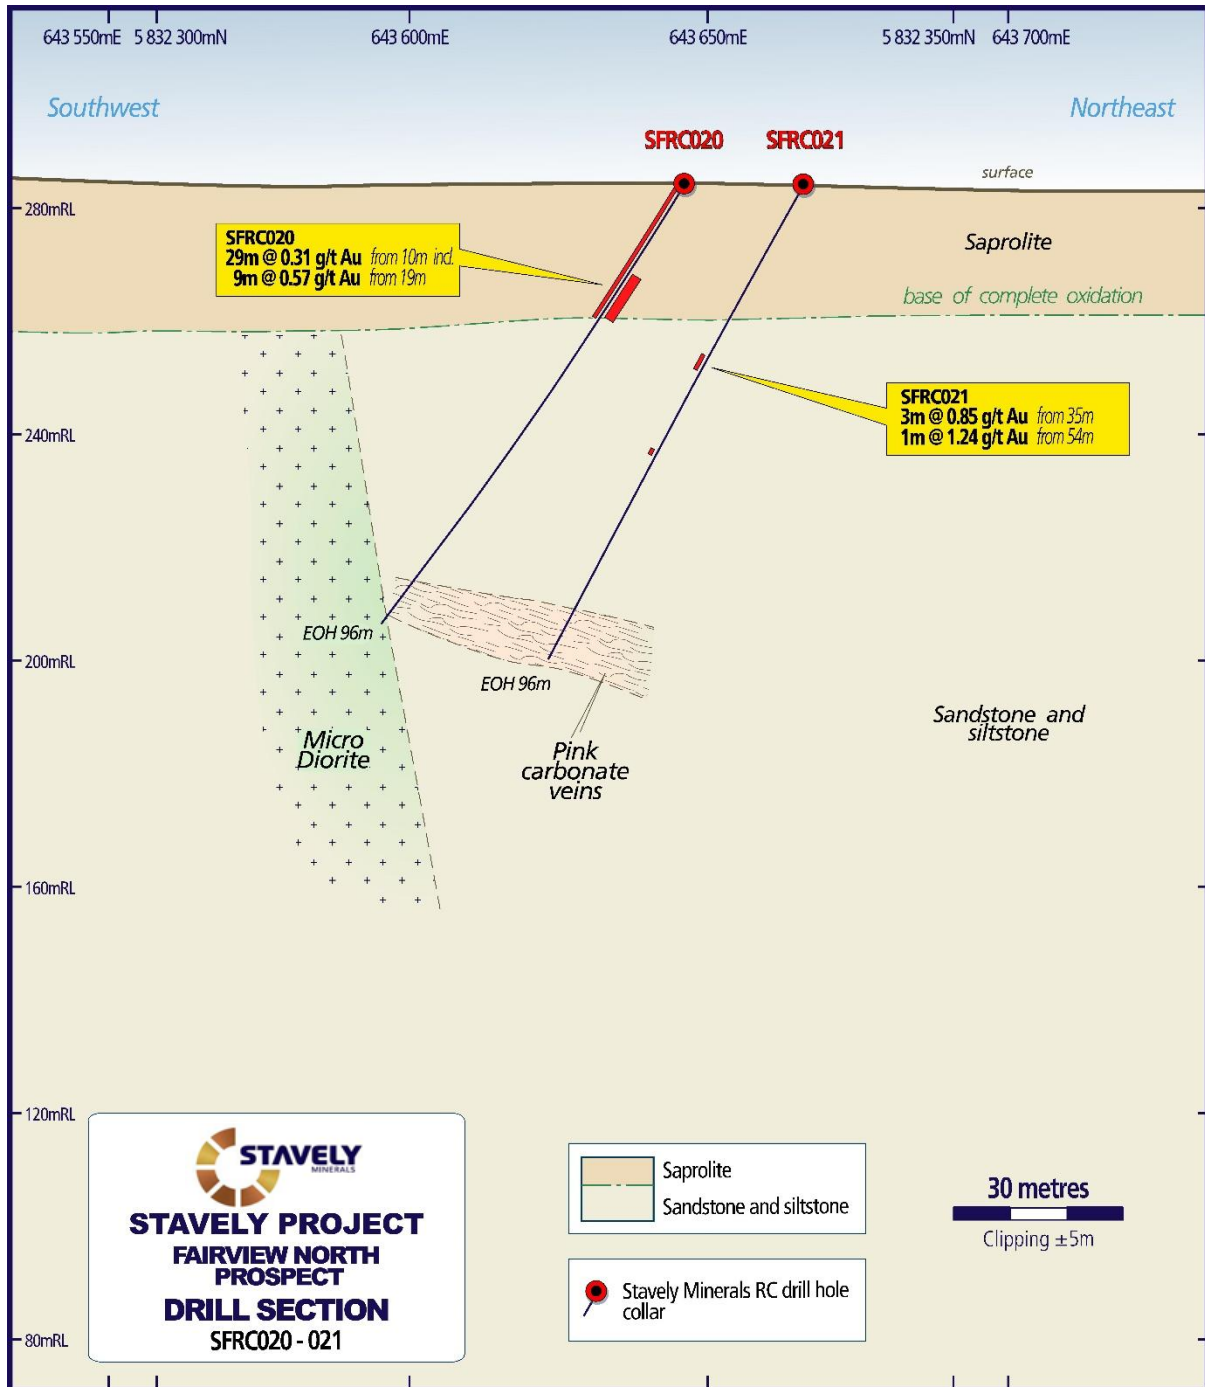 643 550mE 5 832 300mN 643 600mE 643 650mE 5 832 350mN 643 700mE
Southwest
Northeast
SFRC020 SFRC021
surface
280mRL
SFRC020
29m @ 0.31 g/t Au from 10m incl.
9m @ 0.57 g/t Au from 19m
Saprolite
base of complete oxidation
SFRC021
3m @ 0.85 g/t Au from 35m
1m @ 1.24 g/t Au from 54m
240mRL
EOH 96m
200mRL
EOH 96m
Micro
Diorite
Pink
carbonate
veins
Sandstone and
siltstone
160mRL
120mRL
STAVELY
MINERALS
STAVELY PROJECT
FAIRVIEW NORTH
PROSPECT
DRILL SECTION
SFRC020 - 021
Saprolite
Sandstone and siltstone
Stavely Minerals RC drill hole
collar
30 metres
Clipping ±5m
80mRL